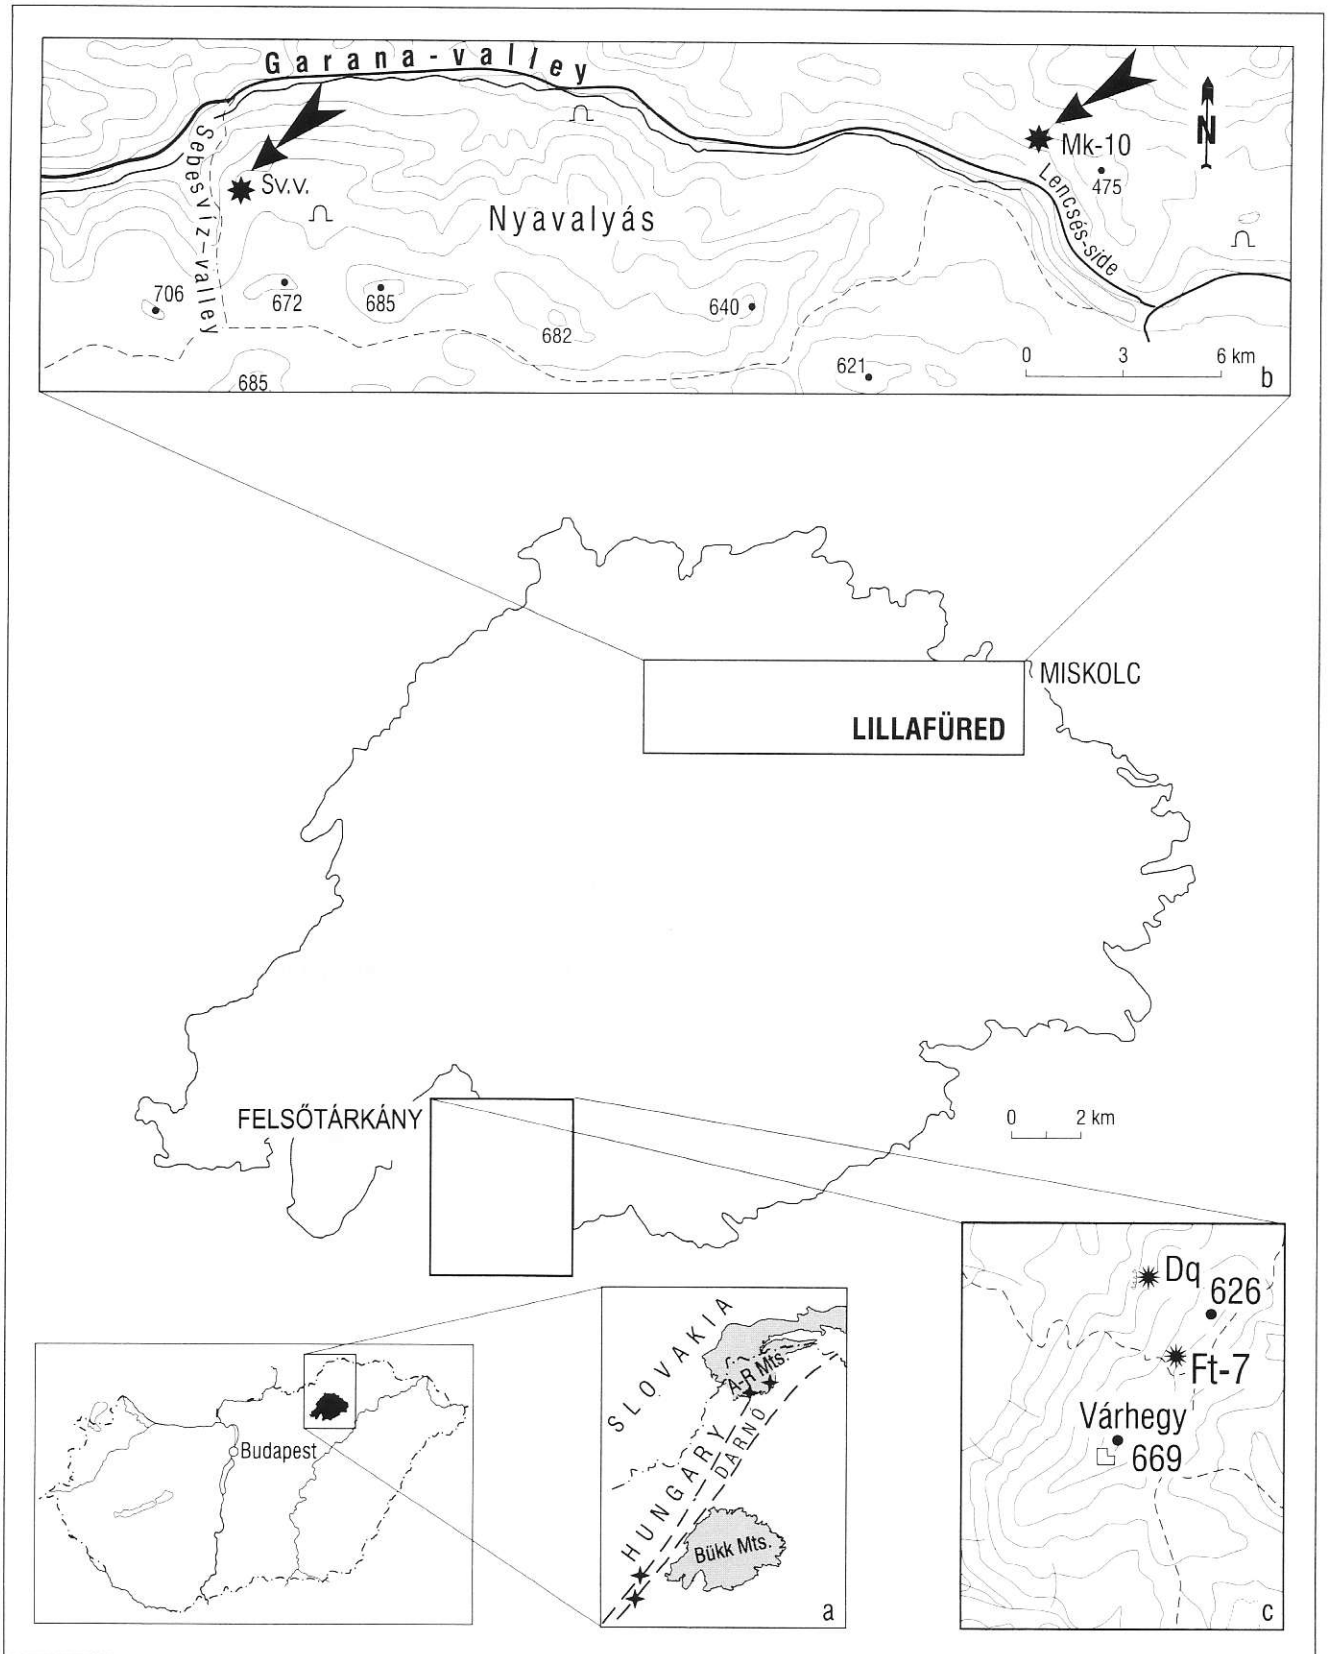 Garana-valley
Mk-10
N
475
Sv.v.
Sebesvíz-valley
Nyavalyás
Lencsés-side
706
672
685
682
640
621
685
0 3 6 km
b
MISKOLC
LILLAFÜRED
FELSŐTÁRKÁNY
0 2 km
Dq
626
Ft-7
Várhegy
669
c
SLOVAKIA
A-R Mts.
HUNGARY
DARNÓ
Bükk Mts.
a
Budapest